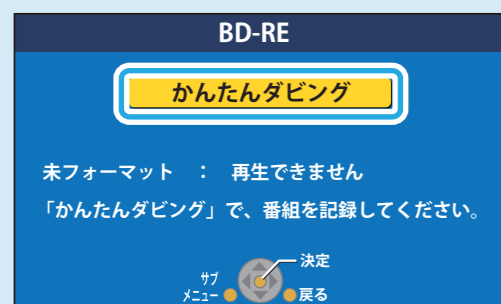 BD-RE
かんたんダビング
未フォーマット ： 再生できません
「かんたんダビング」で、番組を記録してください。
決定
サブ
メニュー
戻る